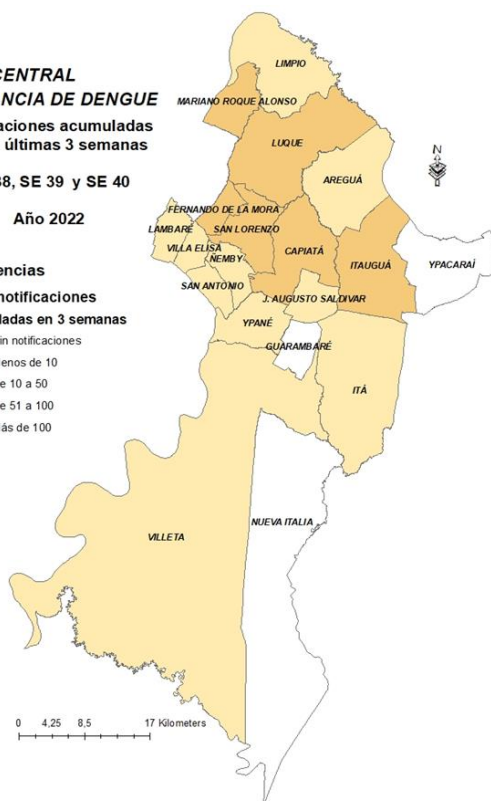 CENTRAL
NCIA DE DENGUE
aciones acumuladas
últimas 3 semanas
38, SE 39 y SE 40
Año 2022
encias
notificaciones
ladas en 3 semanas
in notificaciones
enos de 10
e 10 a 50
e 51 a 100
ás de 100
LIMPIO
MARIANO ROQUE ALONSO
LUQUE
N
AREGUÁ
FERNANDO DE LA MORA
LAMBARÉ
SAN LORENZO
VILLA ELISA
CAPIATÁ
ÑEMBY
ITAUGUÁ
YPACARAÍ
SAN ANTONIO
J. AUGUSTO SALDIVAR
YPANÉ
GUARAMBARÉ
ITÁ
NUEVA ITALIA
VILLETA
0 4,25 8,5 17 Kilometers